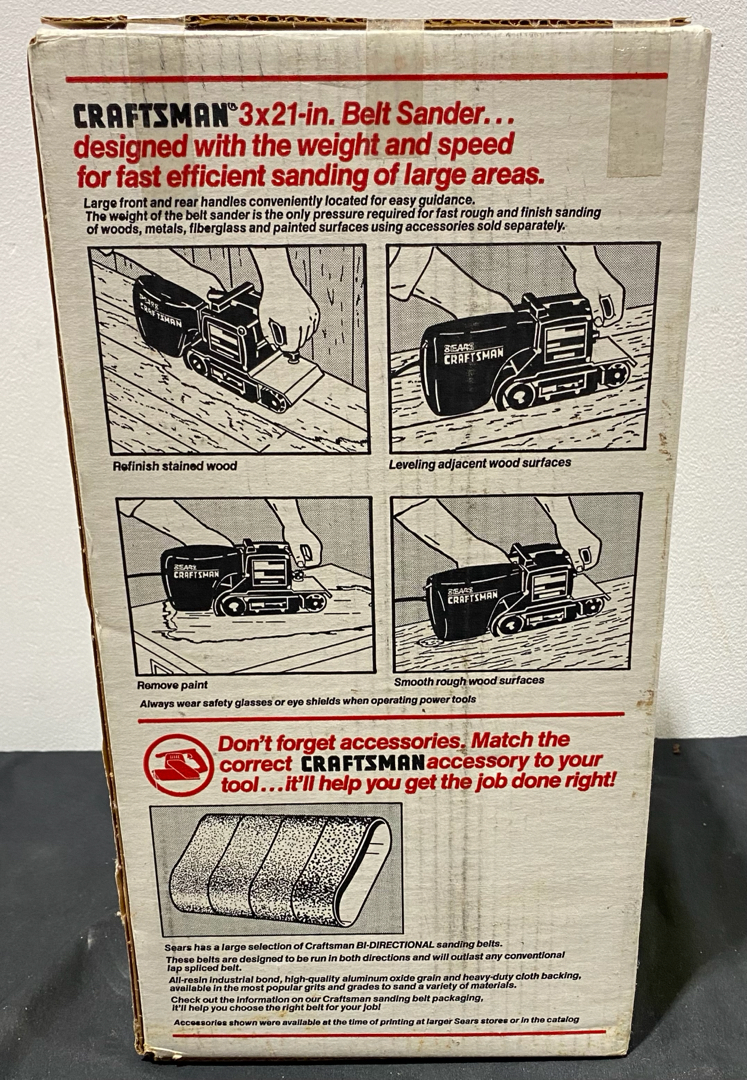 CRAFTSMAN® 3x21-in. Belt Sander...
designed with the weight and speed
for fast efficient sanding of large areas.
Large front and rear handles conveniently located for easy guidance.
The weight of the belt sander is the only pressure required for fast rough and finish sanding
of woods, metals, fiberglass and painted surfaces using accessories sold separately.
SEARS
CRAFTSMAN
SEARS
CRAFTSMAN
Refinish stained wood
Leveling adjacent wood surfaces
SEARS
CRAFTSMAN
SEARS
CRAFTSMAN
Remove paint
Smooth rough wood surfaces
Always wear safety glasses or eye shields when operating power tools
Don't forget accessories. Match the
correct CRAFTSMAN accessory to your
tool...it'll help you get the job done right!
Sears has a large selection of Craftsman BI-DIRECTIONAL sanding belts.
These belts are designed to be run in both directions and will outlast any conventional
lap spliced belt.
All-resin industrial bond, high-quality aluminum oxide grain and heavy-duty cloth backing,
available in the most popular grits and grades to sand a variety of materials.
Check out the information on our Craftsman sanding belt packaging,
it'll help you choose the right belt for your job!
Accessories shown were available at the time of printing at larger Sears stores or in the catalog